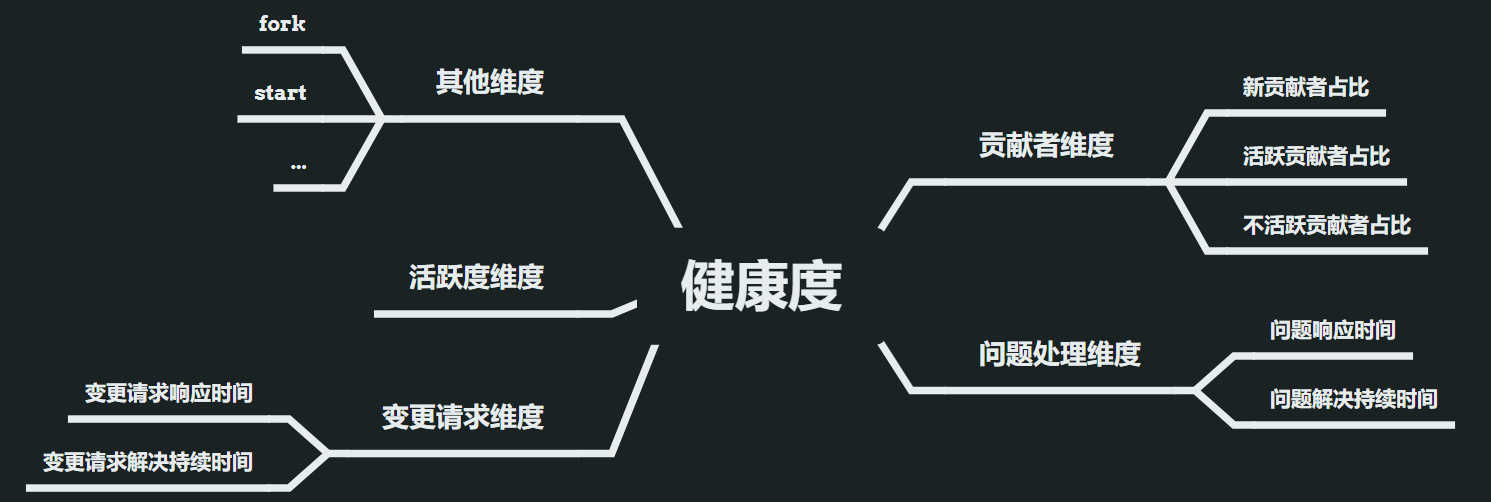 健康度
其他维度
fork
start
...
活跃度维度
变更请求维度
变更请求响应时间
变更请求解决持续时间
贡献者维度
新贡献者占比
活跃贡献者占比
不活跃贡献者占比
问题处理维度
问题响应时间
问题解决持续时间